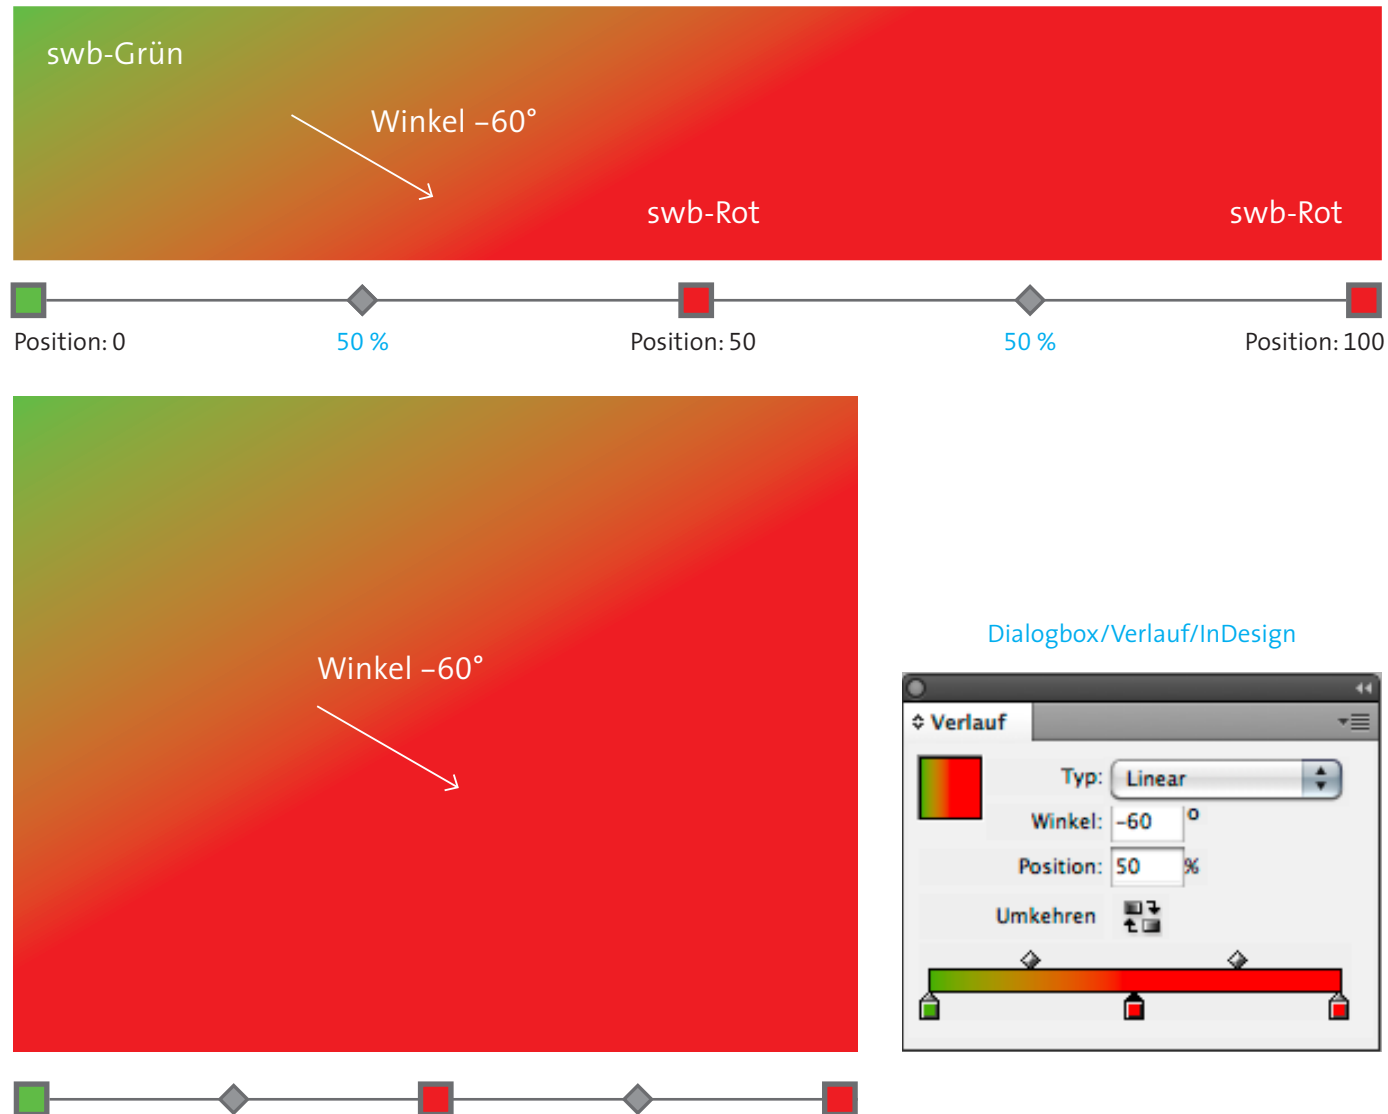 swb-Grün
Winkel –60°
swb-Rot
swb-Rot
Position: 0
50 %
Position: 50
50 %
Position: 100
Winkel –60°
Dialogbox/Verlauf/InDesign
Verlauf
Typ: Linear
Winkel: –60 °
Position: 50 %
Umkehren